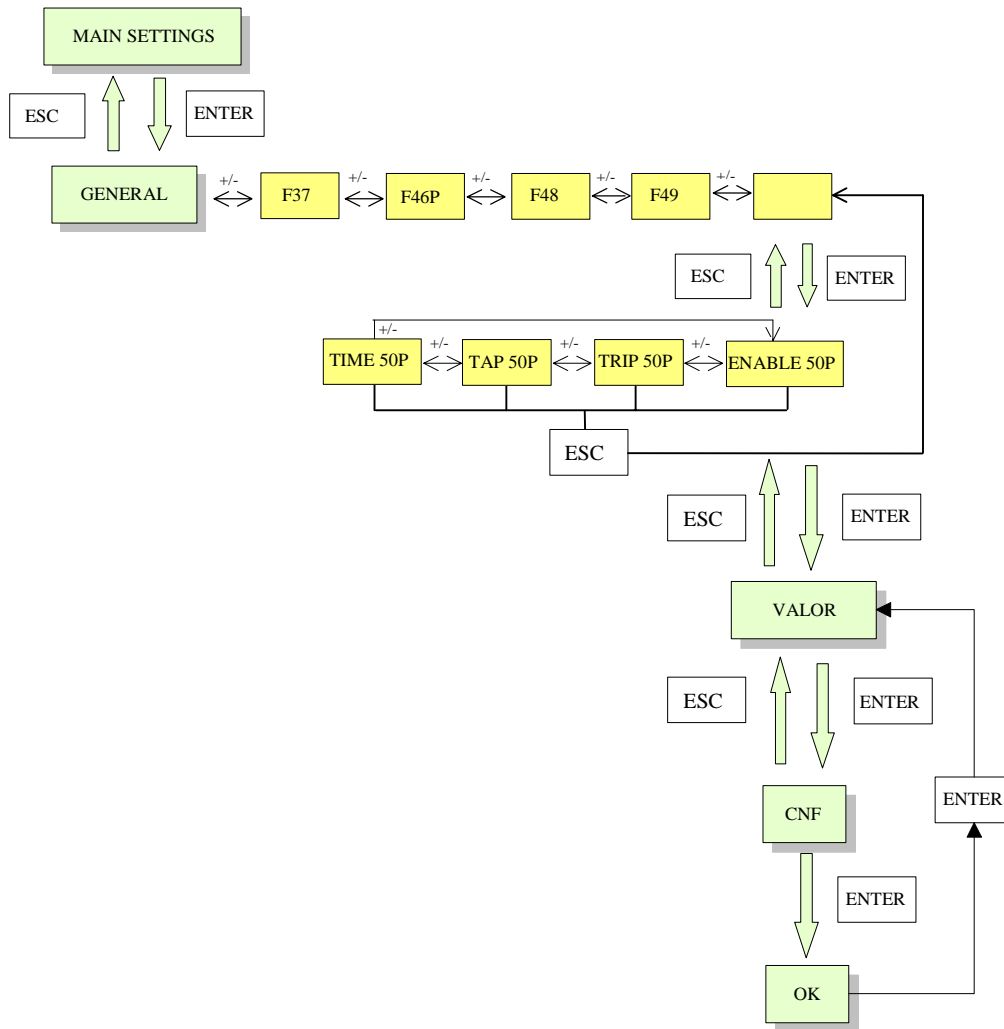 MAIN SETTINGS
ESC
ENTER
GENERAL
+/-
F37
+/-
F46P
+/-
F48
+/-
F49
+/-
ESC
ENTER
+/-
TIME 50P
+/-
TAP 50P
+/-
TRIP 50P
+/-
ENABLE 50P
ESC
ESC
ENTER
VALOR
ESC
ENTER
CNF
ENTER
ENTER
OK